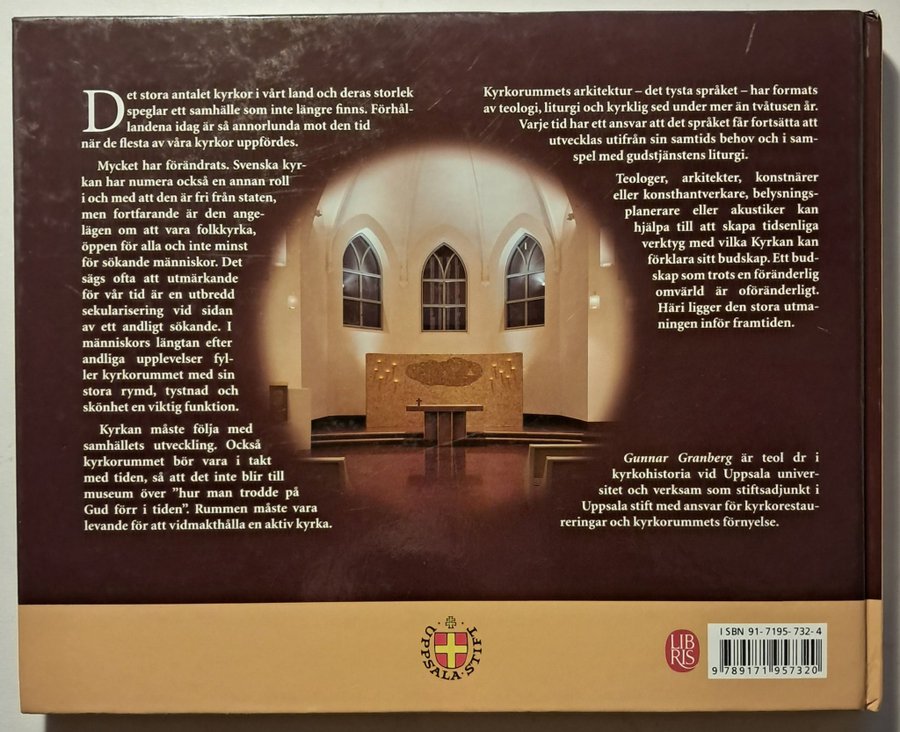 Det stora antalet kyrkor i vårt land och deras storlek
speglar ett samhälle som inte längre finns. Förhål-
landena idag är så annorlunda mot den tid
när de flesta av våra kyrkor uppfördes.
Mycket har förändrats. Svenska kyr-
kan har numera också en annan roll
i och med att den är fri från staten,
men fortfarande är den ange-
lägen om att vara folkkyrka,
öppen för alla och inte minst
för sökande människor. Det
sägs ofta att utmärkande
för vår tid är en utbredd
sekularisering vid sidan
av ett andligt sökande. I
människors längtan efter
andliga upplevelser fyl-
ler kyrkorummet med sin
stora rymd, tystnad och
skönhet en viktig funktion.
Kyrkan måste följa med
samhällets utveckling. Också
kyrkorummet bör vara i takt
med tiden, så att det inte blir till
museum över ”hur man trodde på
Gud förr i tiden”. Rummen måste vara
levande för att vidmakthålla en aktiv kyrka.
Kyrkorummets arkitektur – det tysta språket – har formats
av teologi, liturgi och kyrklig sed under mer än tvåtusen år.
Varje tid har ett ansvar att det språket får fortsätta att
utvecklas utifrån sin samtids behov och i sam-
spel med gudstjänstens liturgi.
Teologer, arkitekter, konstnärer
eller konsthantverkare, belysnings-
planerare eller akustiker kan
hjälpa till att skapa tidsenliga
verktyg med vilka Kyrkan kan
förklara sitt budskap. Ett bud-
skap som trots en föränderlig
omvärld är oföränderligt.
Häri ligger den stora utma-
ningen inför framtiden.
Gunnar Granberg är teol dr i
kyrkohistoria vid Uppsala univer-
sitet och verksam som stiftsadjunkt i
Uppsala stift med ansvar för kyrkorestau-
reringar och kyrkorummets förnyelse.
UPPSALA·STIFT
LIB
RIS
ISBN 91-7195-732-4
9 789171 957320